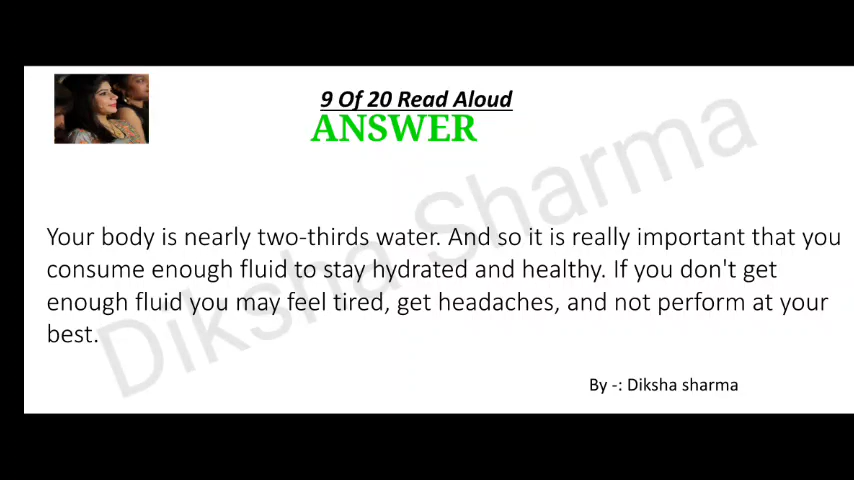 9 Of 20 Read Aloud
ANSWER
Diksha Sharma
Your body is nearly two-thirds water. And so it is really important that you
consume enough fluid to stay hydrated and healthy. If you don't get
enough fluid you may feel tired, get headaches, and not perform at your
best.
By -: Diksha sharma